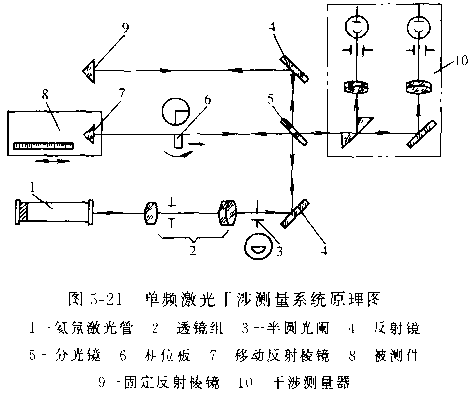 9
4
10
8
7
6
5
1
2
3
4
图 5-21 单频激光干涉测量系统原理图
1-氦氖激光管 2 透镜组 3-半圆光阑 4 反射镜
5-分光镜 6 补位板 7 移动反射棱镜 8 被测件
9-固定反射棱镜 10 干涉测量器